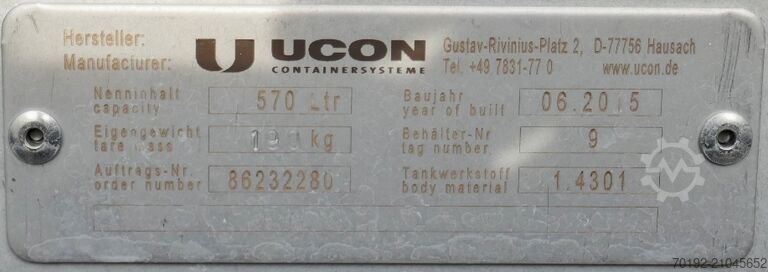 Hersteller:
Manufacturer:
UCON
CONTAINERSYSTEME
Gustav-Rivinius-Platz 2, D-77756 Hausach
Tel. +49 7831-77 0 www.ucon.de
Nenninhalt
capacity
570 Ltr
Baujahr
year of built
06.2015
Eigengewicht
tare mass
kg
Behälter-Nr
tag number
9
Auftrags-Nr.
order number
86232280
Tankwerkstoff
body material
1.4301
70192-21045652